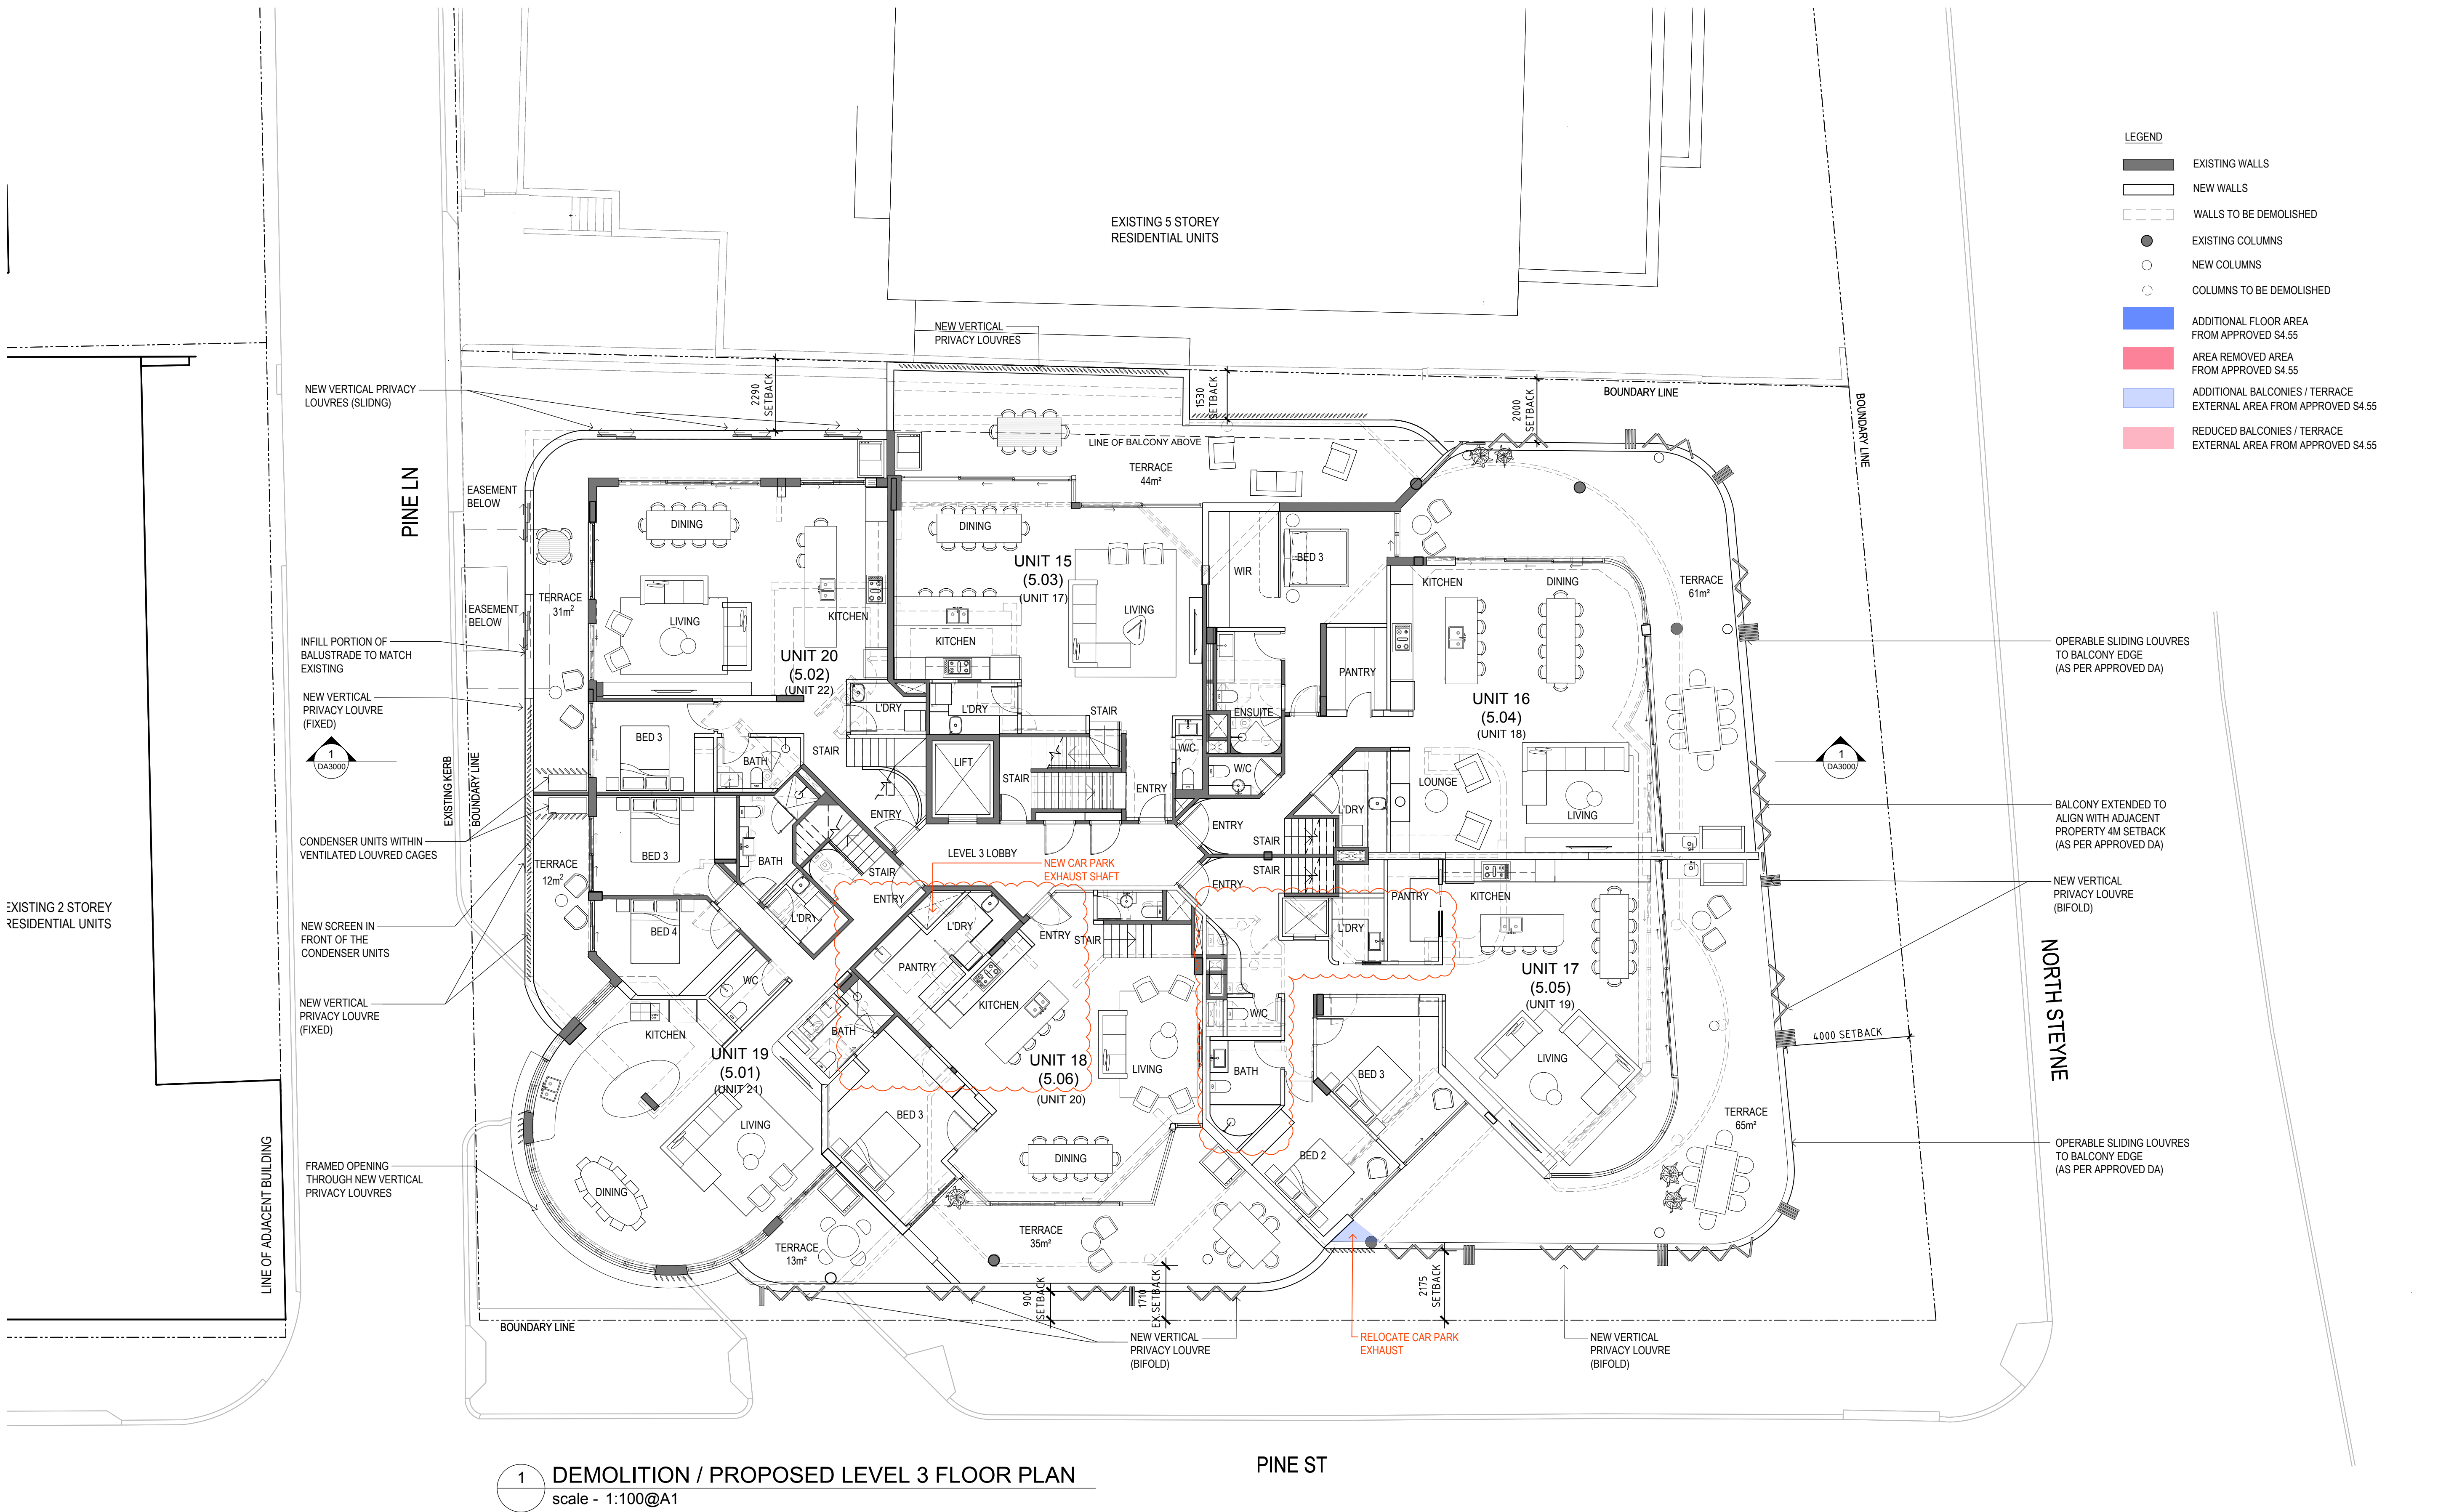 EXISTING 5 STOREY
RESIDENTIAL UNITS
LEGEND
EXISTING WALLS
NEW WALLS
WALLS TO BE DEMOLISHED
EXISTING COLUMNS
NEW COLUMNS
COLUMNS TO BE DEMOLISHED
ADDITIONAL FLOOR AREA
FROM APPROVED S4.55
AREA REMOVED AREA
FROM APPROVED S4.55
ADDITIONAL BALCONIES / TERRACE
EXTERNAL AREA FROM APPROVED S4.55
REDUCED BALCONIES / TERRACE
EXTERNAL AREA FROM APPROVED S4.55
NEW VERTICAL
PRIVACY LOUVRES
NEW VERTICAL PRIVACY
LOUVRES (SLIDNG)
2290
SETBACK
1530
SETBACK
2000
SETBACK
BOUNDARY LINE
BOUNDARY LINE
LINE OF BALCONY ABOVE
TERRACE
44m²
PINE LN
EASEMENT
BELOW
EASEMENT
BELOW
TERRACE
31m²
DINING
LIVING
KITCHEN
UNIT 20
(5.02)
(UNIT 22)
DINING
UNIT 15
(5.03)
(UNIT 17)
LIVING
KITCHEN
WIR
BED 3
KITCHEN
DINING
TERRACE
61m²
PANTRY
ENSUITE
UNIT 16
(5.04)
(UNIT 18)
INFILL PORTION OF
BALUSTRADE TO MATCH
EXISTING
NEW VERTICAL
PRIVACY LOUVRE
(FIXED)
1
DA3000
OPERABLE SLIDING LOUVRES
TO BALCONY EDGE
(AS PER APPROVED DA)
1
DA3000
L'DRY
L'DRY
STAIR
BED 3
BATH
STAIR
LIFT
STAIR
W/C
W/C
ENTRY
LOUNGE
LIVING
L'DRY
EXISTING KERB
BOUNDARY LINE
CONDENSER UNITS WITHIN
VENTILATED LOUVRED CAGES
BALCONY EXTENDED TO
ALIGN WITH ADJACENT
PROPERTY 4M SETBACK
(AS PER APPROVED DA)
ENTRY
ENTRY
STAIR
STAIR
ENTRY
LEVEL 3 LOBBY
NEW CAR PARK
EXHAUST SHAFT
BED 3
BATH
STAIR
ENTRY
TERRACE
12m²
L'DRY
BED 4
EXISTING 2 STOREY
RESIDENTIAL UNITS
NEW SCREEN IN
FRONT OF THE
CONDENSER UNITS
NEW VERTICAL
PRIVACY LOUVRE
(FIXED)
L'DRY
PANTRY
ENTRY
STAIR
KITCHEN
WC
BATH
PANTRY
KITCHEN
L'DRY
NEW VERTICAL
PRIVACY LOUVRE
(BIFOLD)
UNIT 17
(5.05)
(UNIT 19)
W/C
KITCHEN
UNIT 19
(5.01)
(UNIT 21)
LIVING
DINING
UNIT 18
(5.06)
(UNIT 20)
LIVING
BATH
BED 3
LIVING
4000 SETBACK
NORTH STEYNE
BED 3
DINING
BED 2
TERRACE
65m²
LINE OF ADJACENT BUILDING
FRAMED OPENING
THROUGH NEW VERTICAL
PRIVACY LOUVRES
OPERABLE SLIDING LOUVRES
TO BALCONY EDGE
(AS PER APPROVED DA)
TERRACE
13m²
TERRACE
35m²
900
SETBACK
1710
EX.SETBACK
2175
SETBACK
BOUNDARY LINE
NEW VERTICAL
PRIVACY LOUVRE
(BIFOLD)
RELOCATE CAR PARK
EXHAUST
NEW VERTICAL
PRIVACY LOUVRE
(BIFOLD)
PINE ST
1
DEMOLITION / PROPOSED LEVEL 3 FLOOR PLAN
scale - 1:100@A1